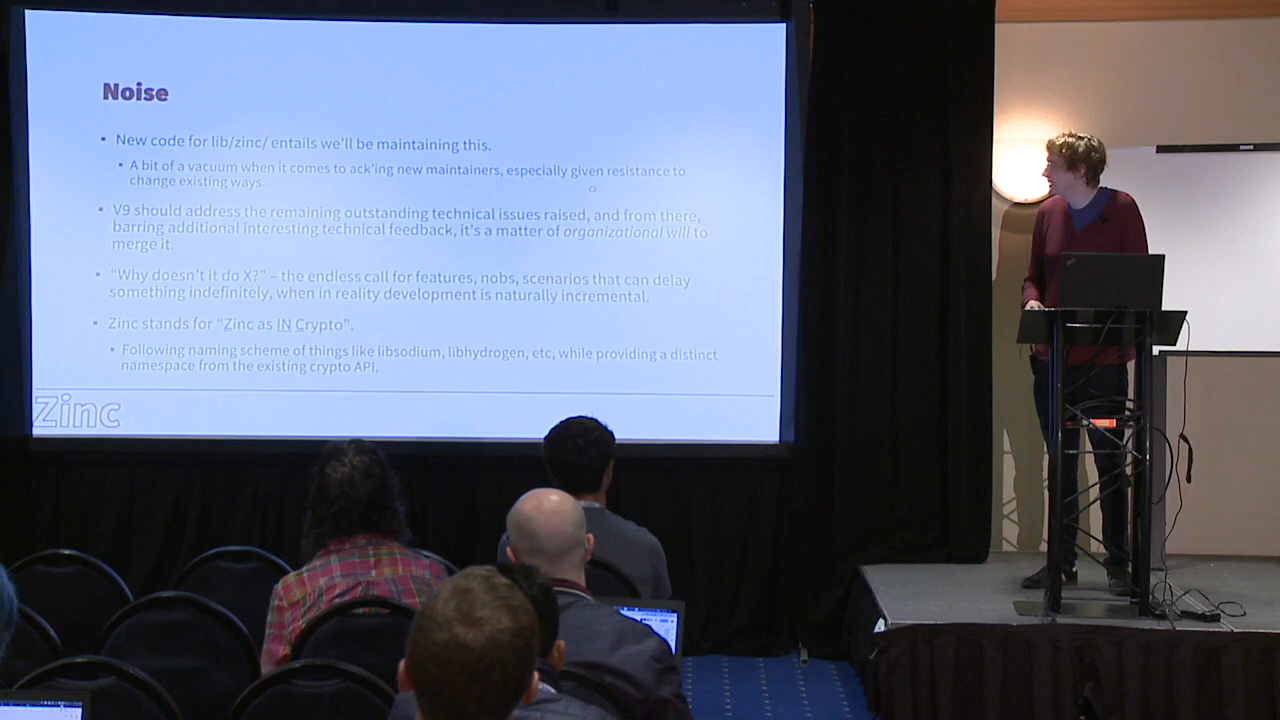 Noise
• New code for lib/zinc/ entails we'll be maintaining this.
• A bit of a vacuum when it comes to ack'ing new maintainers, especially given resistance to
change existing ways.
• V9 should address the remaining outstanding technical issues raised, and from there,
barring additional interesting technical feedback, it's a matter of organizational will to
merge it.
• "Why doesn't it do X?" – the endless call for features, nobs, scenarios that can delay
something indefinitely, when in reality development is naturally incremental.
• Zinc stands for "Zinc as IN Crypto".
• Following naming scheme of things like libsodium, libhydrogen, etc, while providing a distinct
namespace from the existing crypto API.
Zinc